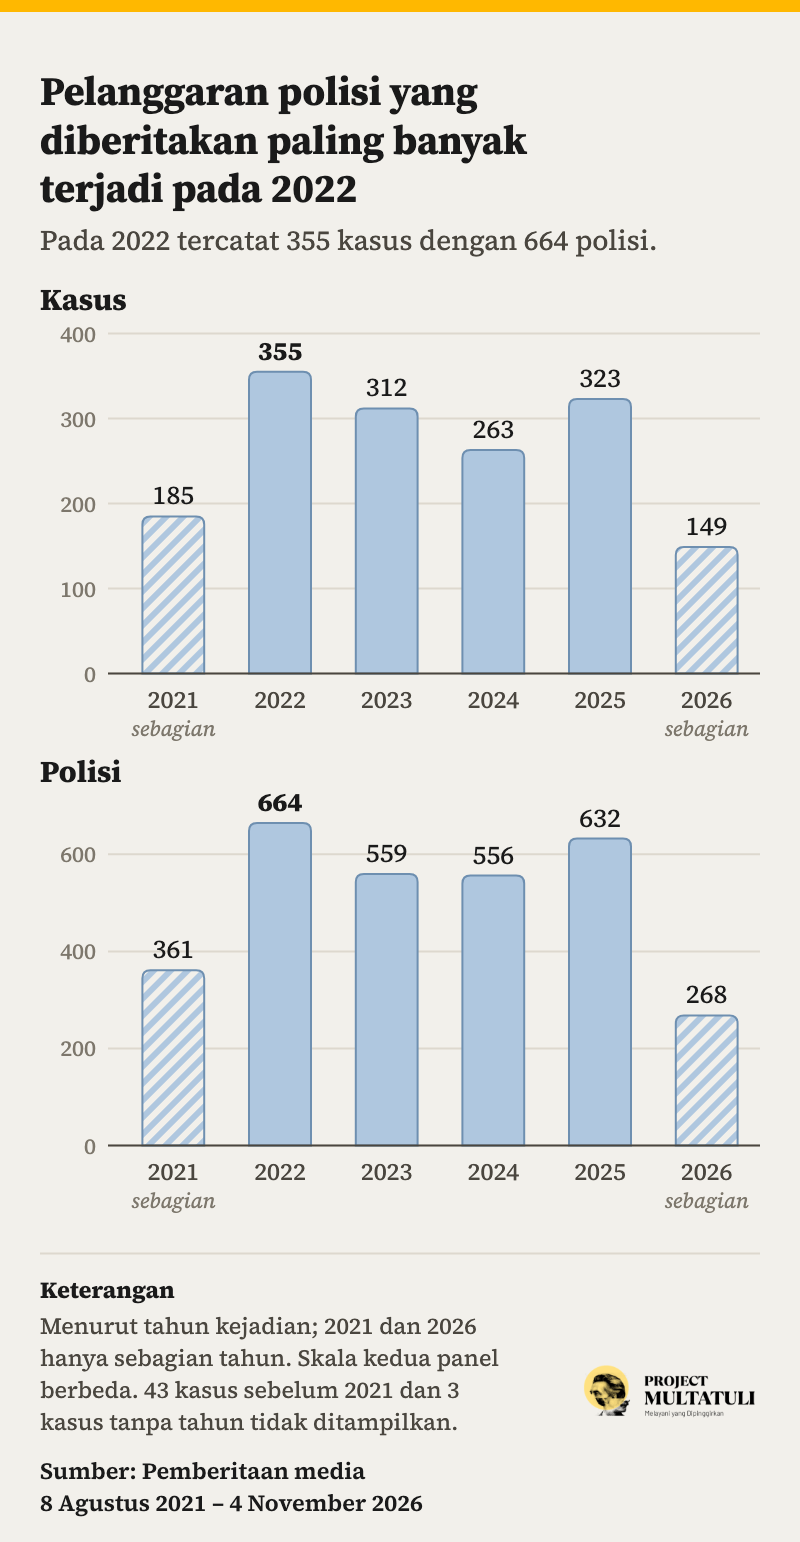 Pelanggaran polisi yang
diberitakan paling banyak
terjadi pada 2022
Pada 2022 tercatat 355 kasus dengan 664 polisi.
Kasus
400
300
200
100
0
185
355
312
263
323
149
2021
2022
2023
2024
2025
2026
sebagian
sebagian
Polisi
600
400
200
0
361
664
559
556
632
268
2021
2022
2023
2024
2025
2026
sebagian
sebagian
Keterangan
Menurut tahun kejadian; 2021 dan 2026
hanya sebagian tahun. Skala kedua panel
berbeda. 43 kasus sebelum 2021 dan 3
kasus tanpa tahun tidak ditampilkan.
Sumber: Pemberitaan media
8 Agustus 2021 – 4 November 2026
PROJECT
MULTATULI
Melayani yang Dipinggirkan